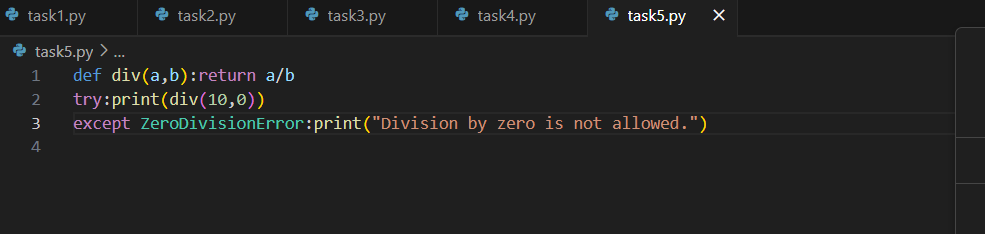 task1.py task2.py task3.py task4.py task5.py ✕
task5.py > ...
1 def div(a,b):return a/b
2 try:print(div(10,0))
3 except ZeroDivisionError:print("Division by zero is not allowed.")
4